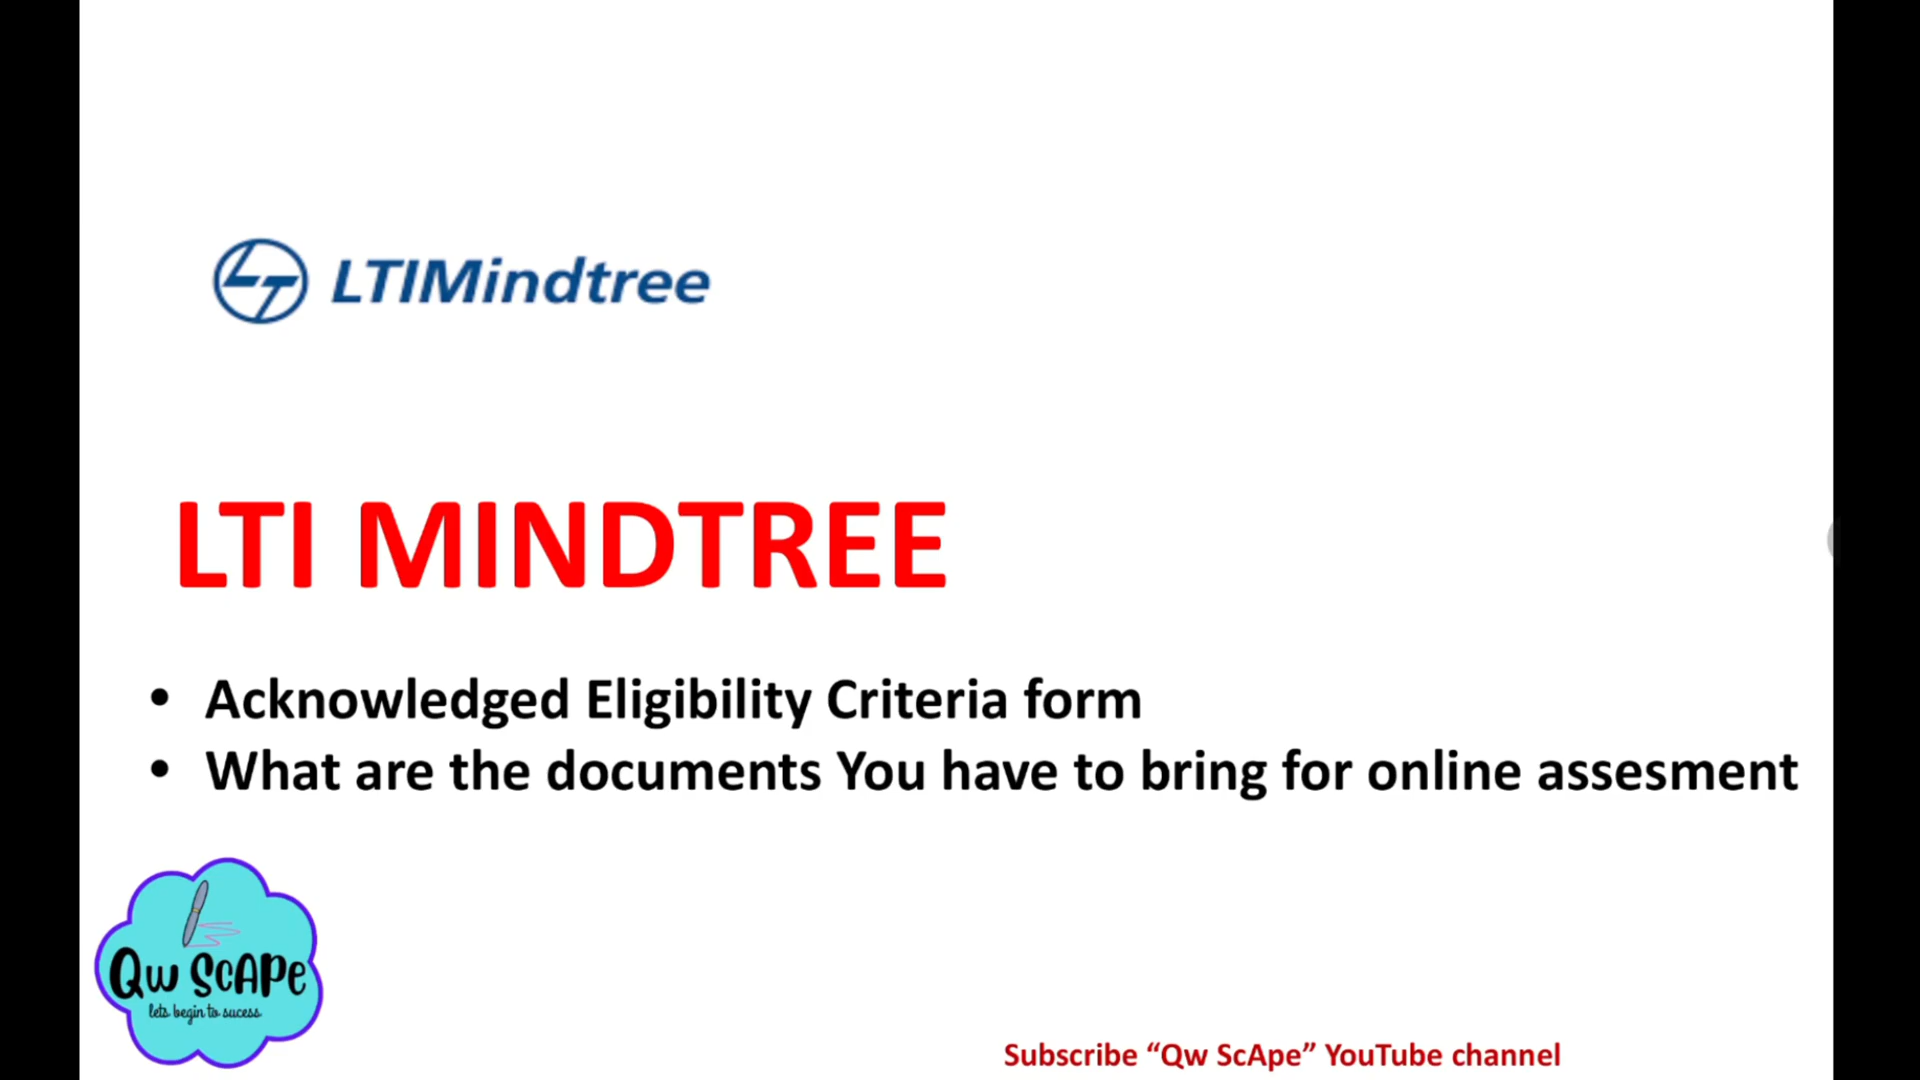 LTIMindtree
LTI MINDTREE
• Acknowledged Eligibility Criteria form
• What are the documents You have to bring for online assesment
Qw ScApe
lets begin to sucess
Subscribe “Qw ScApe” YouTube channel